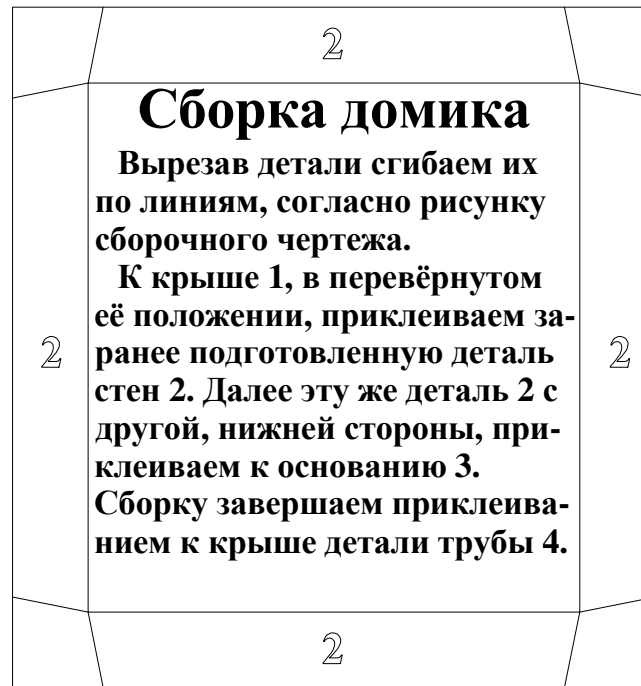 2
Сборка домика
Вырезав детали сгибаем их
по линиям, согласно рисунку
сборочного чертежа.
К крыше 1, в перевёрнутом
её положении, приклеиваем за-
ранее подготовленную деталь
стен 2. Далее эту же деталь 2 с
другой, нижней стороны, при-
клеиваем к основанию 3.
Сборку завершаем приклеива-
нием к крыше детали трубы 4.
2
2
2